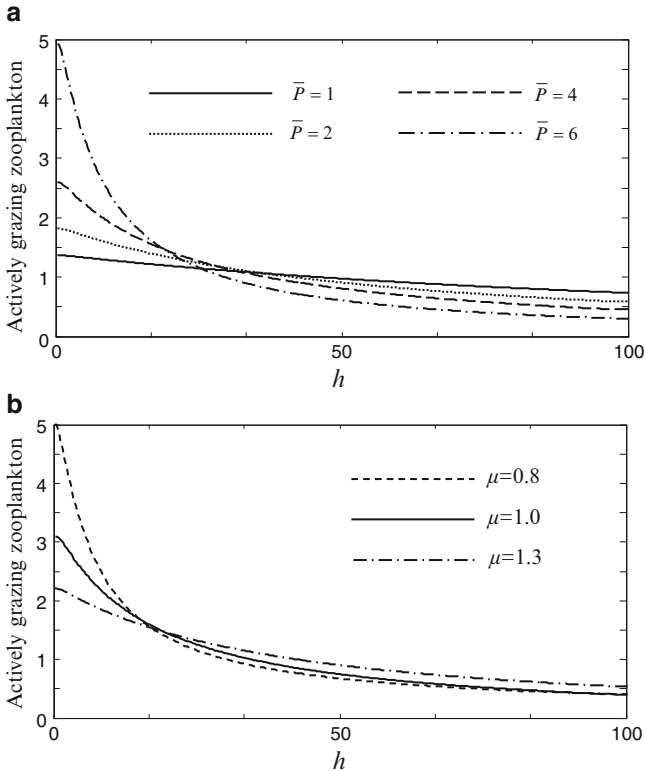 a
5
4
3
2
1
0
Actively grazing zooplankton
P̅ = 1
P̅ = 4
P̅ = 2
P̅ = 6
0
50
100
h
b
5
4
3
2
1
0
Actively grazing zooplankton
μ=0.8
μ=1.0
μ=1.3
0
50
100
h